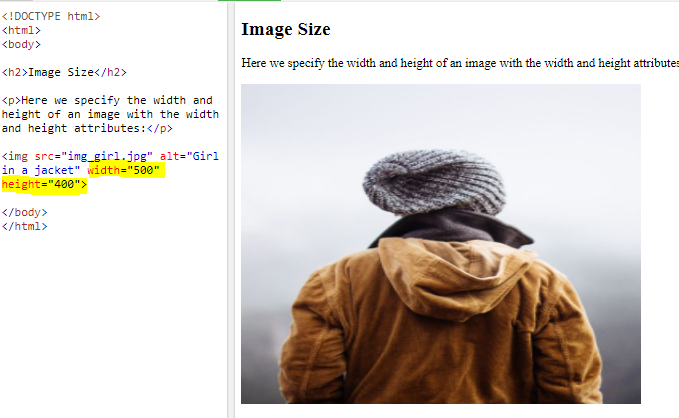 <!DOCTYPE html>
<html>
<body>
<h2>Image Size</h2>
<p>Here we specify the width and
height of an image with the width
and height attributes:</p>
<img src="img_girl.jpg" alt="Girl
in a jacket" width="500"
height="400">
</body>
</html>
Image Size
Here we specify the width and height of an image with the width and height attributes